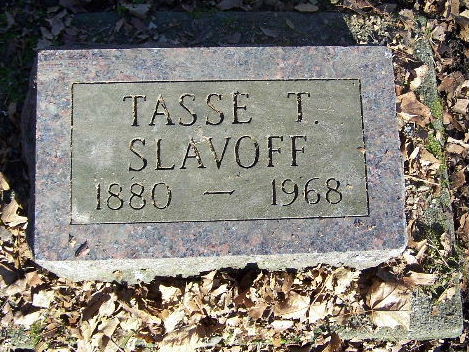 TASSE T.
SLAVOFF
1880 — 1968